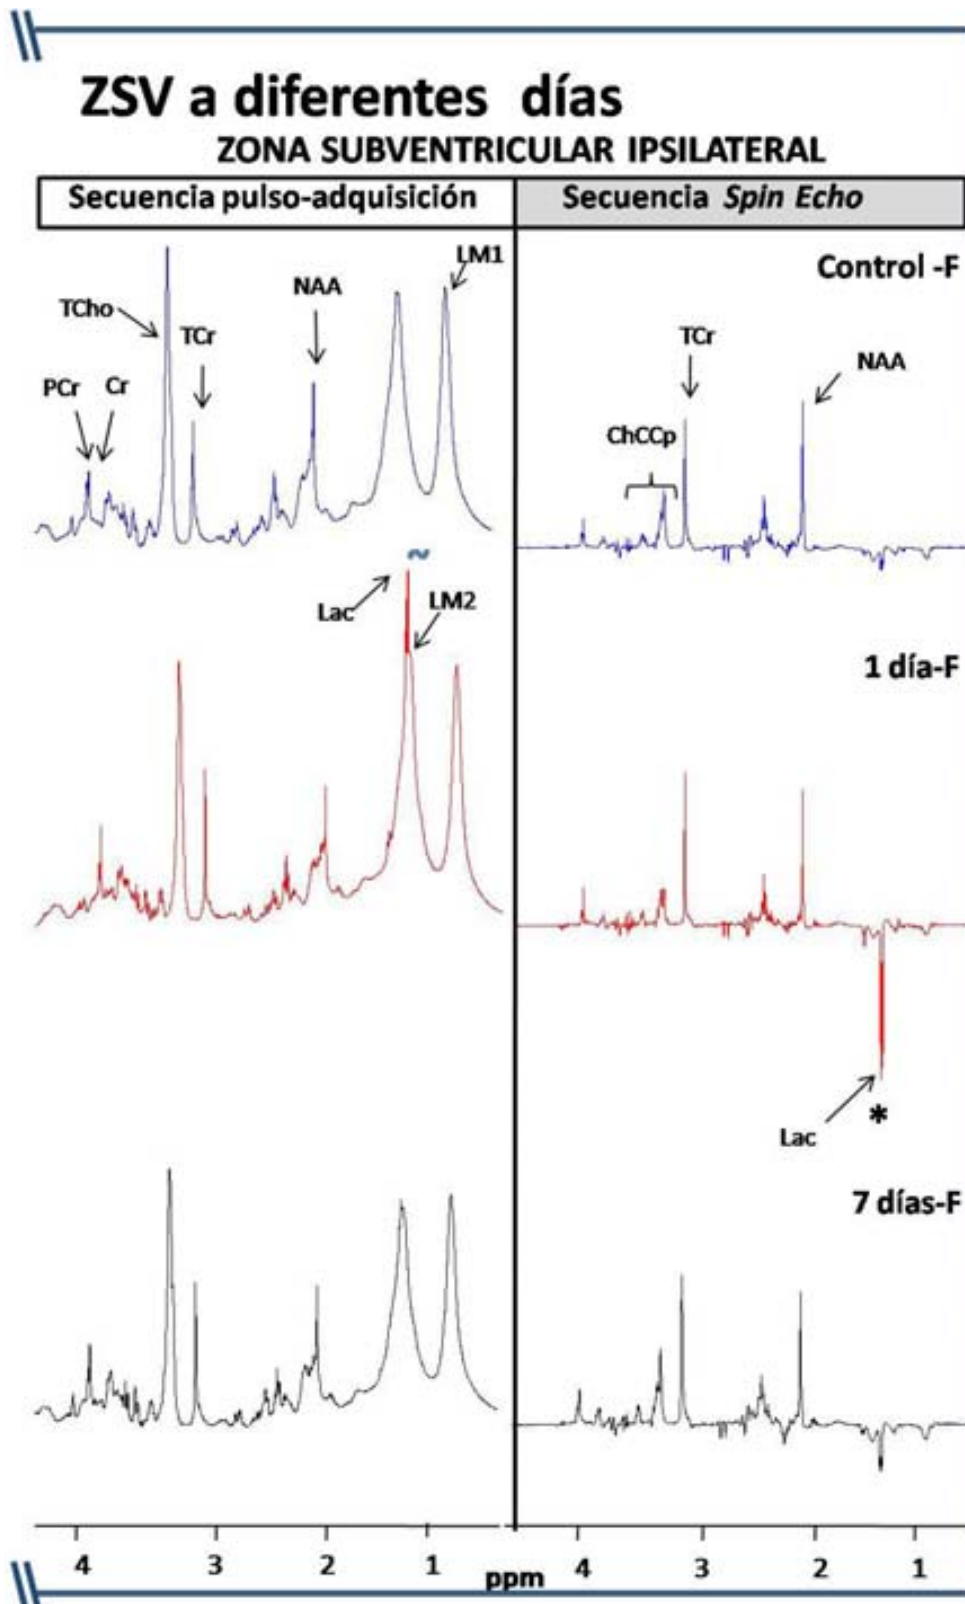 ZSV a diferentes días
ZONA SUBVENTRICULAR IPSILATERAL
Secuencia pulso-adquisición
Secuencia Spin Echo
Control -F
LM1
NAA
TCho
TCr
PCr
Cr
TCr
NAA
ChCCp
~
Lac
LM2
1 día-F
Lac
*
7 días-F
4 3 2 1
4 3 2 1
ppm